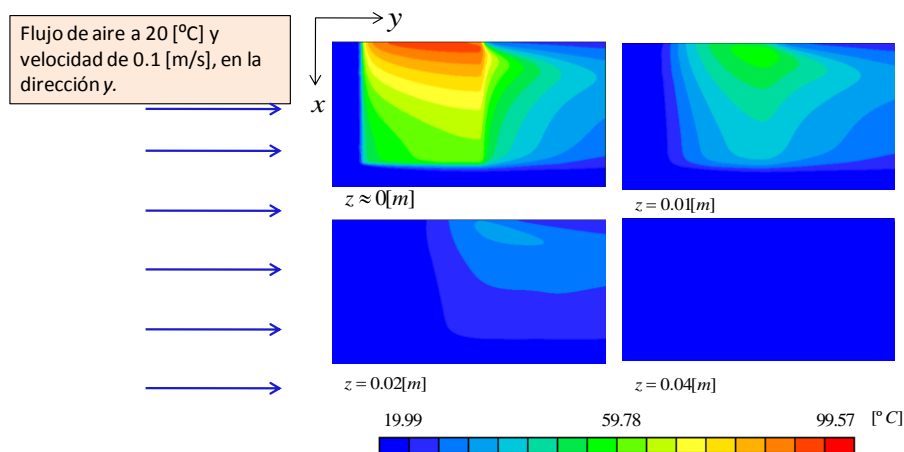 Flujo de aire a 20 [ºC] y
velocidad de 0.1 [m/s], en la
dirección y.
y
x
z ≈ 0[m]
z = 0.01[m]
z = 0.02[m]
z = 0.04[m]
19.99 59.78 99.57 [° C]